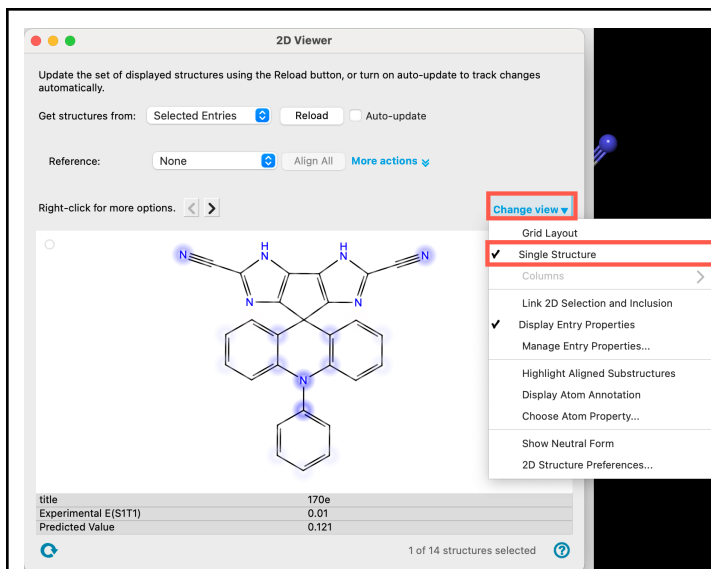 2D Viewer
Update the set of displayed structures using the Reload button, or turn on auto-update to track changes
automatically.
Get structures from: Selected Entries Reload Auto-update
Reference: None Align All More actions
Right-click for more options. Change view
Grid Layout
Single Structure
Columns
Link 2D Selection and Inclusion
Display Entry Properties
Manage Entry Properties...
Highlight Aligned Substructures
Display Atom Annotation
Choose Atom Property...
Show Neutral Form
2D Structure Preferences...
H H
N N N N
N N
N
title 170e
Experimental E(S1T1) 0.01
Predicted Value 0.121
1 of 14 structures selected ?